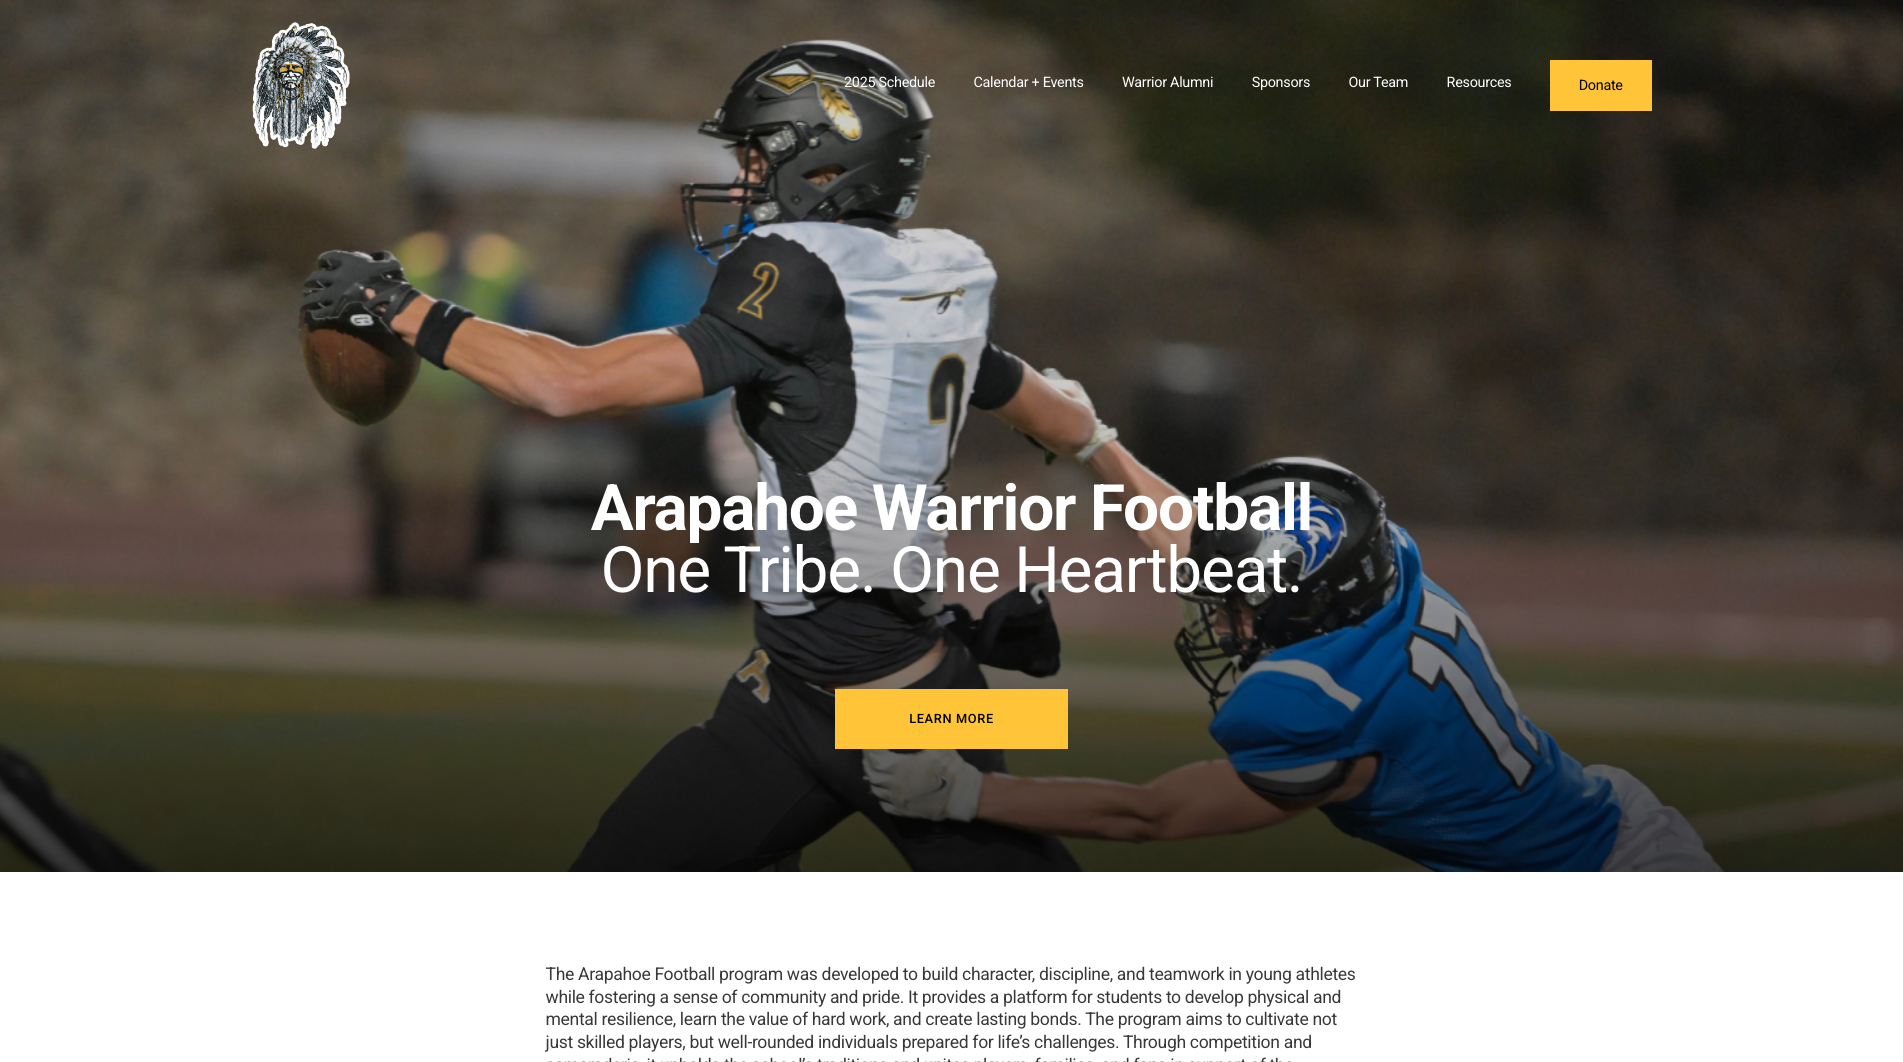 2025 Schedule
Calendar + Events
Warrior Alumni
Sponsors
Our Team
Resources
Donate
2
2
Arapahoe Warrior Football
One Tribe. One Heartbeat.
LEARN MORE
The Arapahoe Football program was developed to build character, discipline, and teamwork in young athletes
while fostering a sense of community and pride. It provides a platform for students to develop physical and
mental resilience, learn the value of hard work, and create lasting bonds. The program aims to cultivate not
just skilled players, but well-rounded individuals prepared for life’s challenges. Through competition and